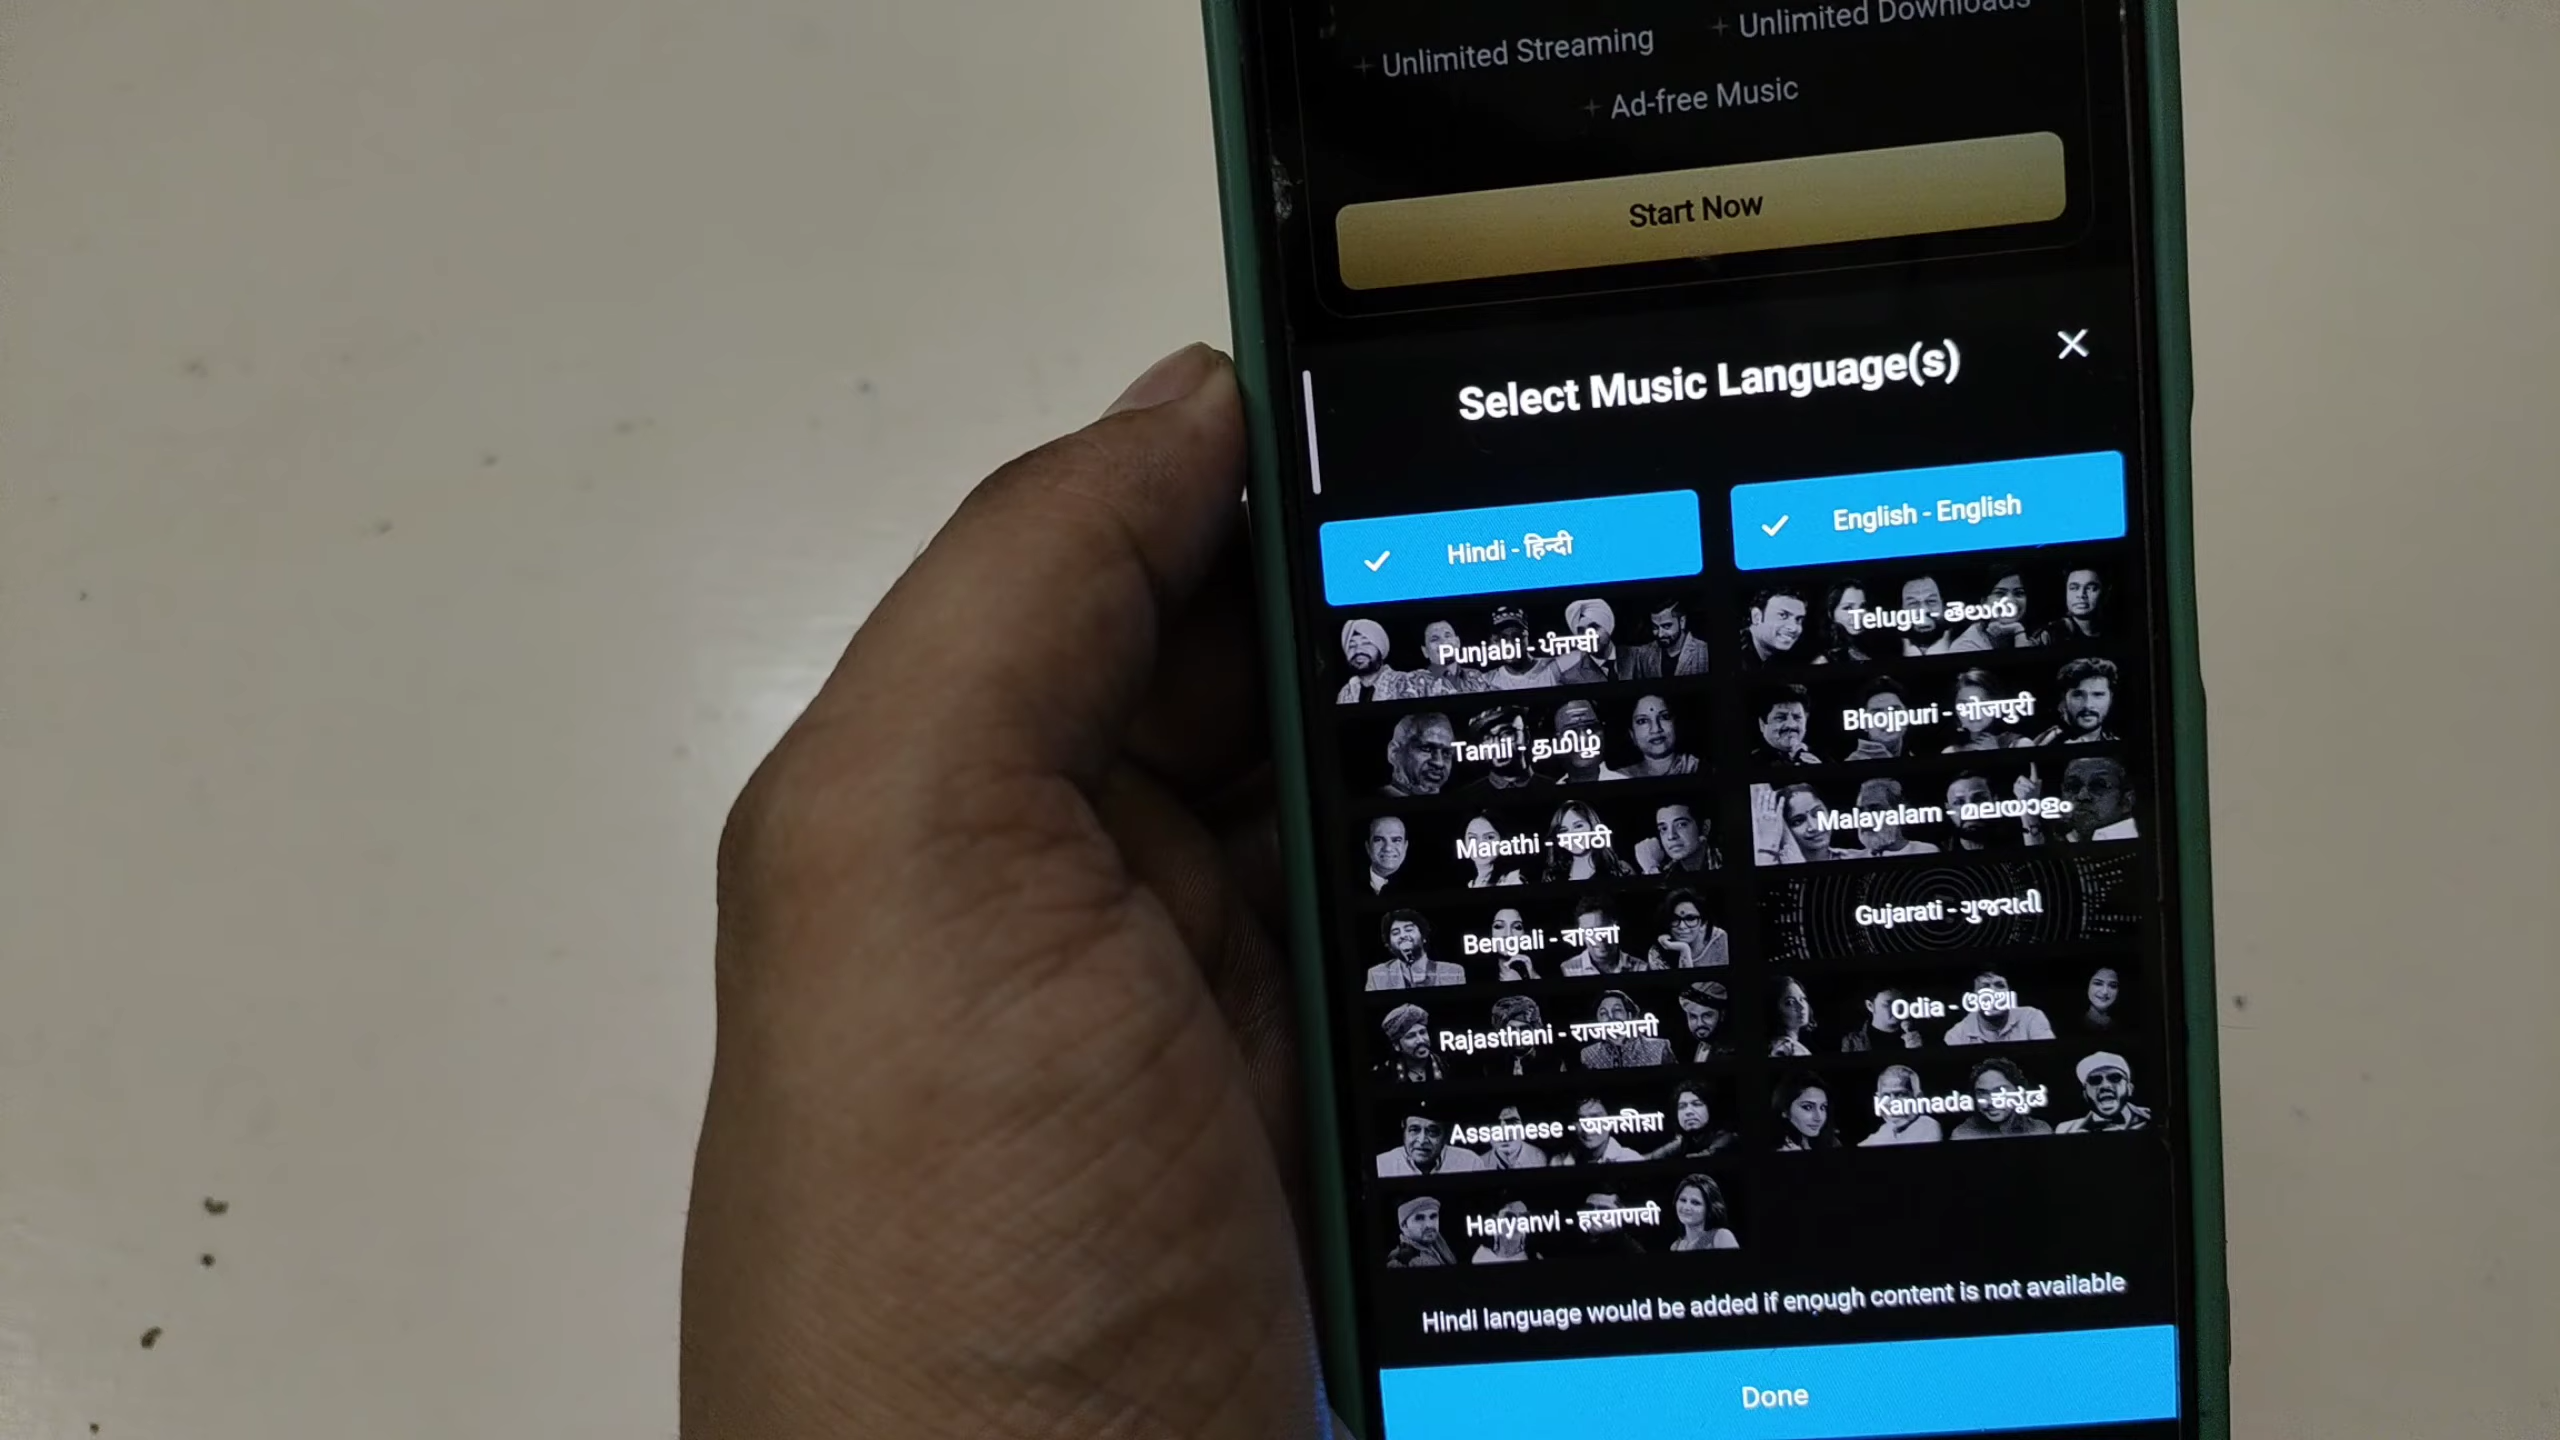 + Unlimited Streaming
+ Unlimited Downloads
+ Ad-free Music
Start Now
Select Music Language(s)
Hindi - हिन्दी
English - English
Punjabi - ਪੰਜਾਬੀ
Telugu - తెలుగు
Tamil - தமிழ்
Bhojpuri - भोजपुरी
Marathi - मराठी
Malayalam - മലയാളം
Bengali - বাংলা
Gujarati - ગુજરાતી
Rajasthani - राजस्थानी
Odia - ଓଡ଼ିଆ
Assamese - অসমীয়া
Kannada - ಕನ್ನಡ
Haryanvi - हरयाणवी
Hindi language would be added if enough content is not available
Done